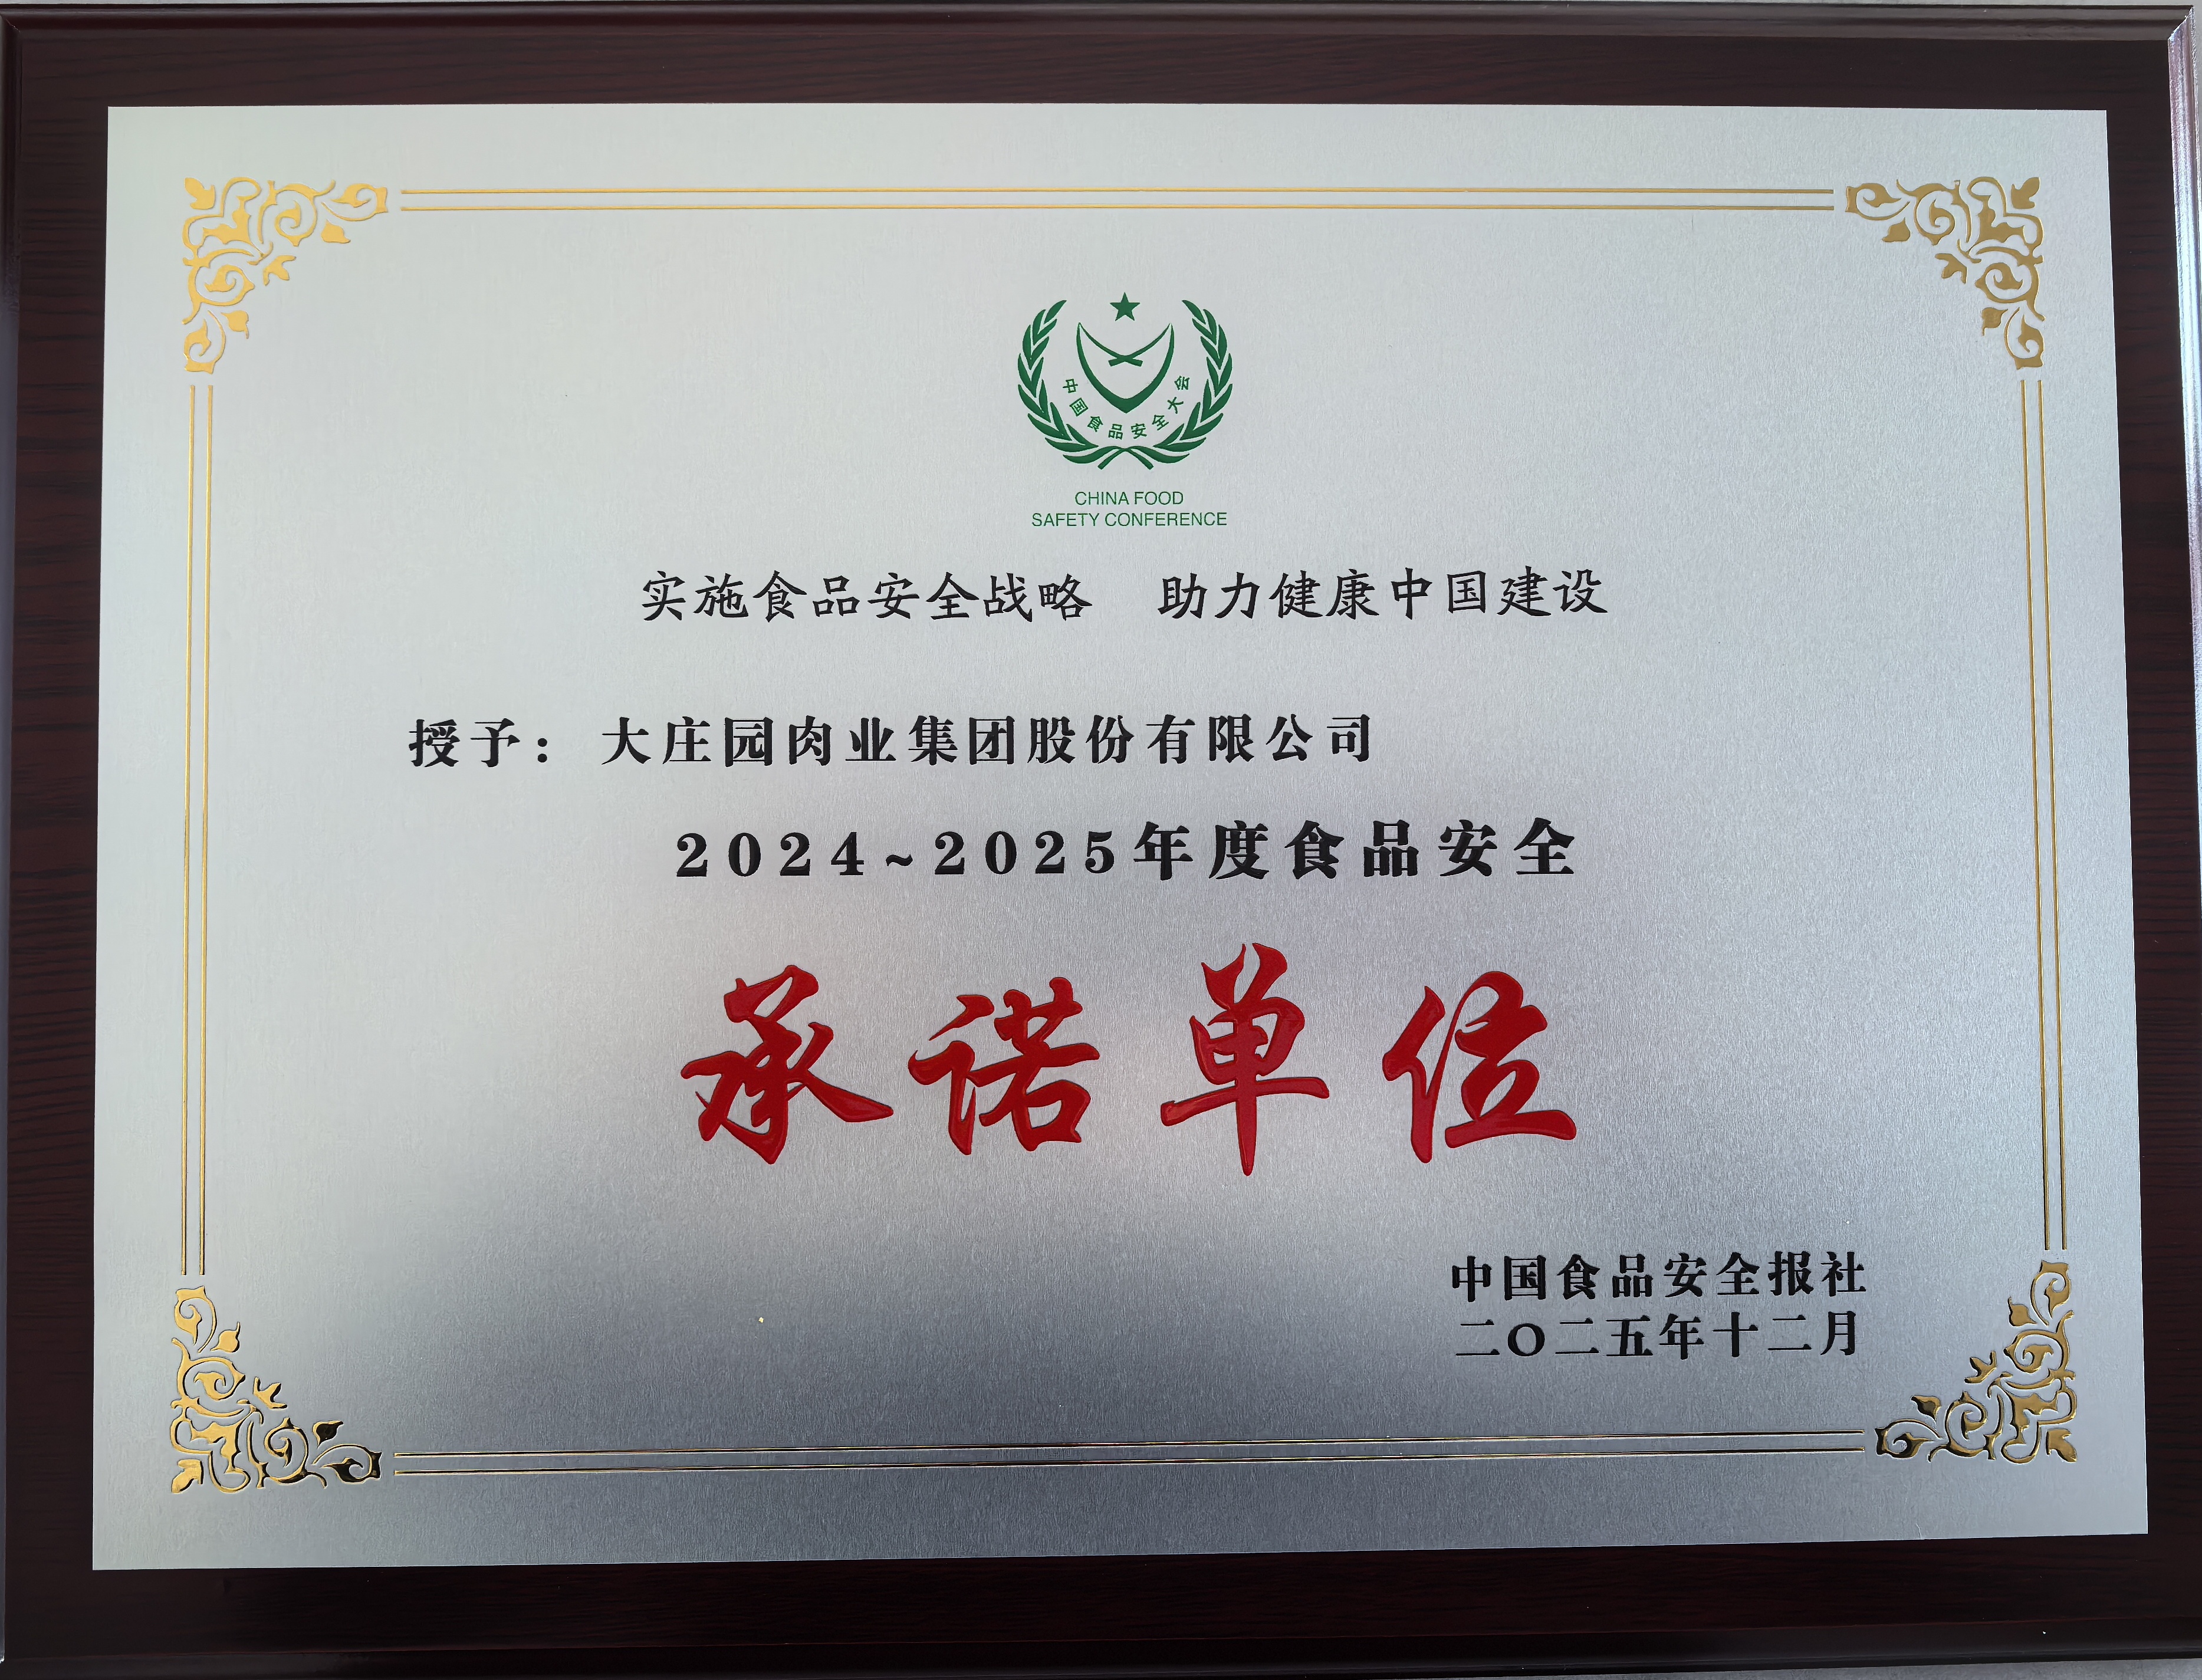 中国食品安全大会
CHINA FOOD
SAFETY CONFERENCE
实施食品安全战略 助力健康中国建设
授予：大庄园肉业集团股份有限公司
2024~2025年度食品安全
承诺单位
中国食品安全报社
二〇二五年十二月